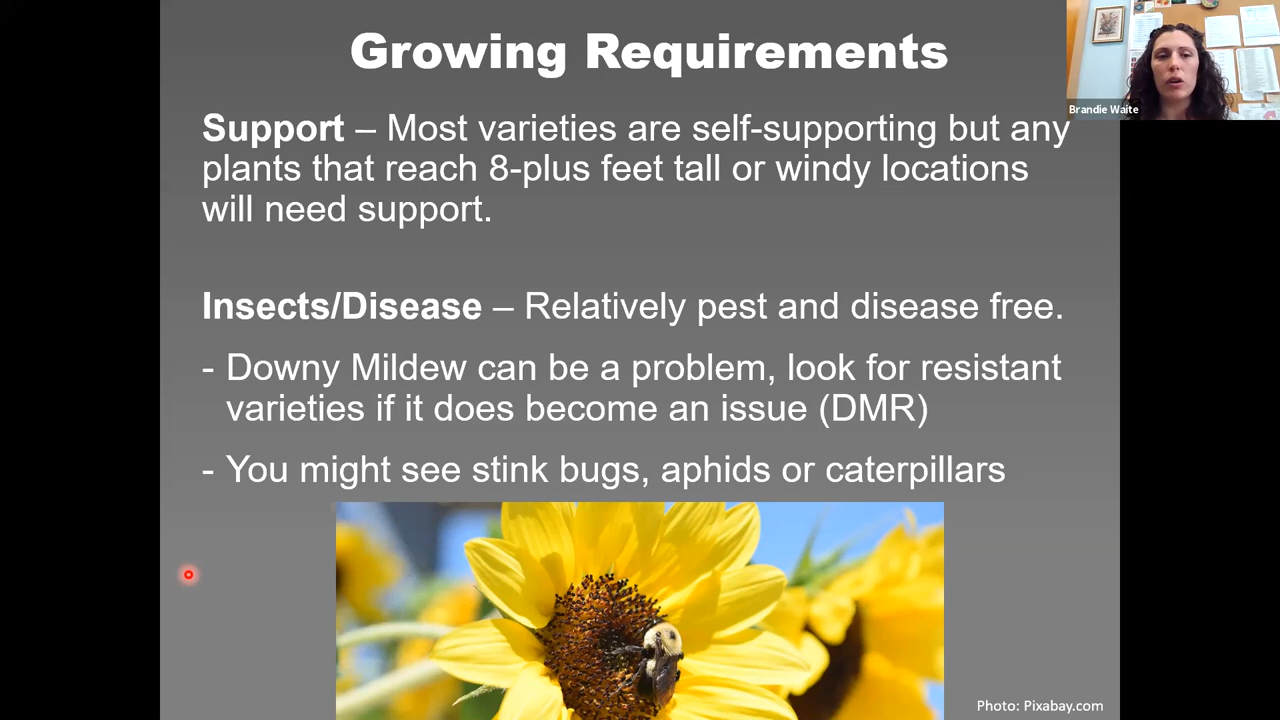 Growing Requirements
Brandie Waite
Support – Most varieties are self-supporting but any
plants that reach 8-plus feet tall or windy locations
will need support.
Insects/Disease – Relatively pest and disease free.
- Downy Mildew can be a problem, look for resistant
varieties if it does become an issue (DMR)
- You might see stink bugs, aphids or caterpillars
Photo: Pixabay.com